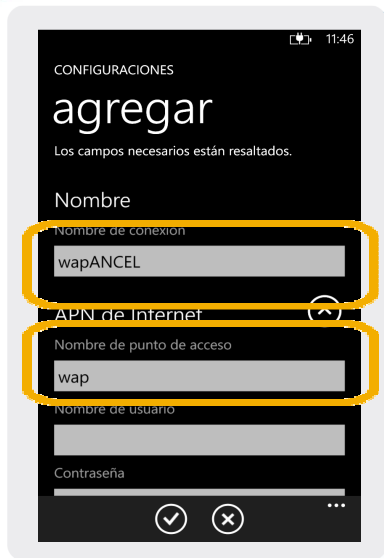 11:46
CONFIGURACIONES
agregar
Los campos necesarios están resaltados.
Nombre
Nombre de conexión
wapANCEL
APN de Internet
Nombre de punto de acceso
wap
Nombre de usuario
Contraseña